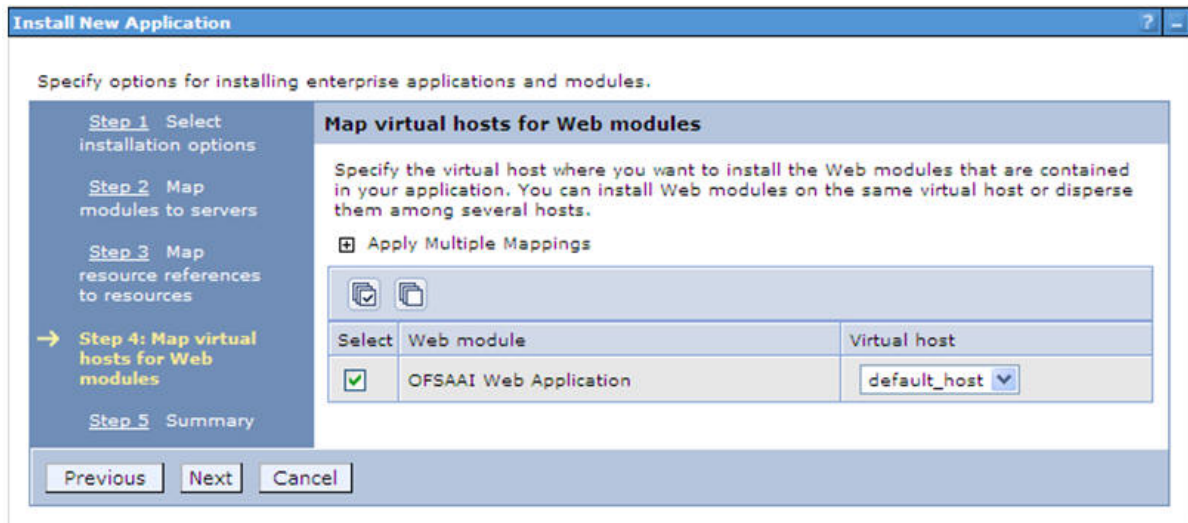 Install New Application
? _
Specify options for installing enterprise applications and modules.
Step 1 Select
installation options
Step 2 Map
modules to servers
Step 3 Map
resource references
to resources
Step 4: Map virtual
hosts for Web
modules
Step 5 Summary
Map virtual hosts for Web modules
Specify the virtual host where you want to install the Web modules that are contained
in your application. You can install Web modules on the same virtual host or disperse
them among several hosts.
Apply Multiple Mappings
Select Web module Virtual host
OFSAAI Web Application default_host
Previous Next Cancel